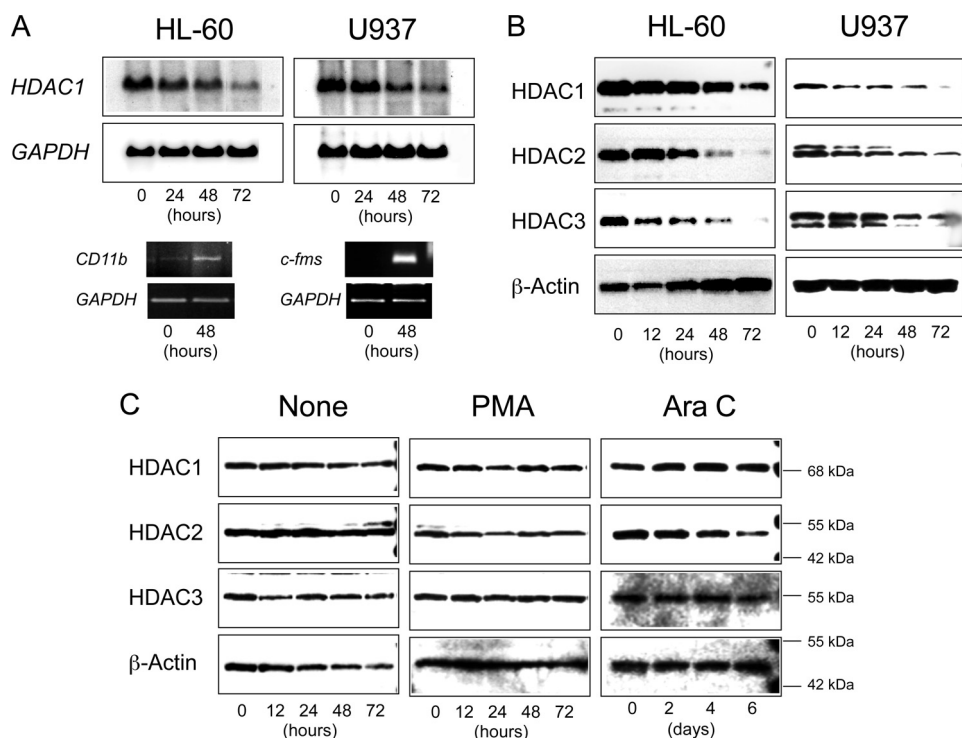 A
HL-60 U937
HDAC1
GAPDH
0 24 48 72 0 24 48 72
(hours) (hours)
CD11b c-fms
GAPDH GAPDH
0 48 0 48
(hours) (hours)
B
HL-60 U937
HDAC1
HDAC2
HDAC3
β-Actin
0 12 24 48 72 0 12 24 48 72
(hours) (hours)
C
None PMA Ara C
HDAC1 68 kDa
HDAC2 55 kDa
42 kDa
HDAC3 55 kDa
β-Actin 55 kDa
42 kDa
0 12 24 48 72 0 12 24 48 72 0 2 4 6
(hours) (hours) (days)